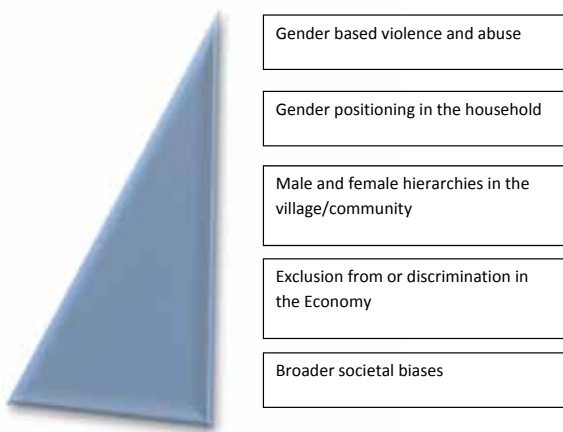 Gender based violence and abuse
Gender positioning in the household
Male and female hierarchies in the
village/community
Exclusion from or discrimination in
the Economy
Broader societal biases